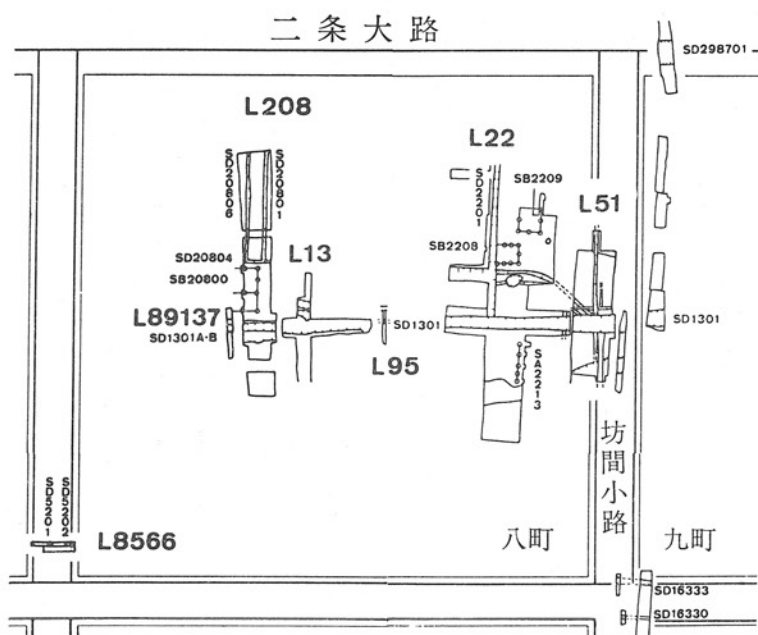 二条大路
SD298701
L208
L22
SD20806
SD20801
SD2201
SB2209
L51
SB2208
SD20804
L13
SB20800
L89137
SD1301A-B
SD1301
SD1301
L95
SA2213
坊間小路
SD5201
SD5202
L8566
八町
九町
SD16333
SD16330